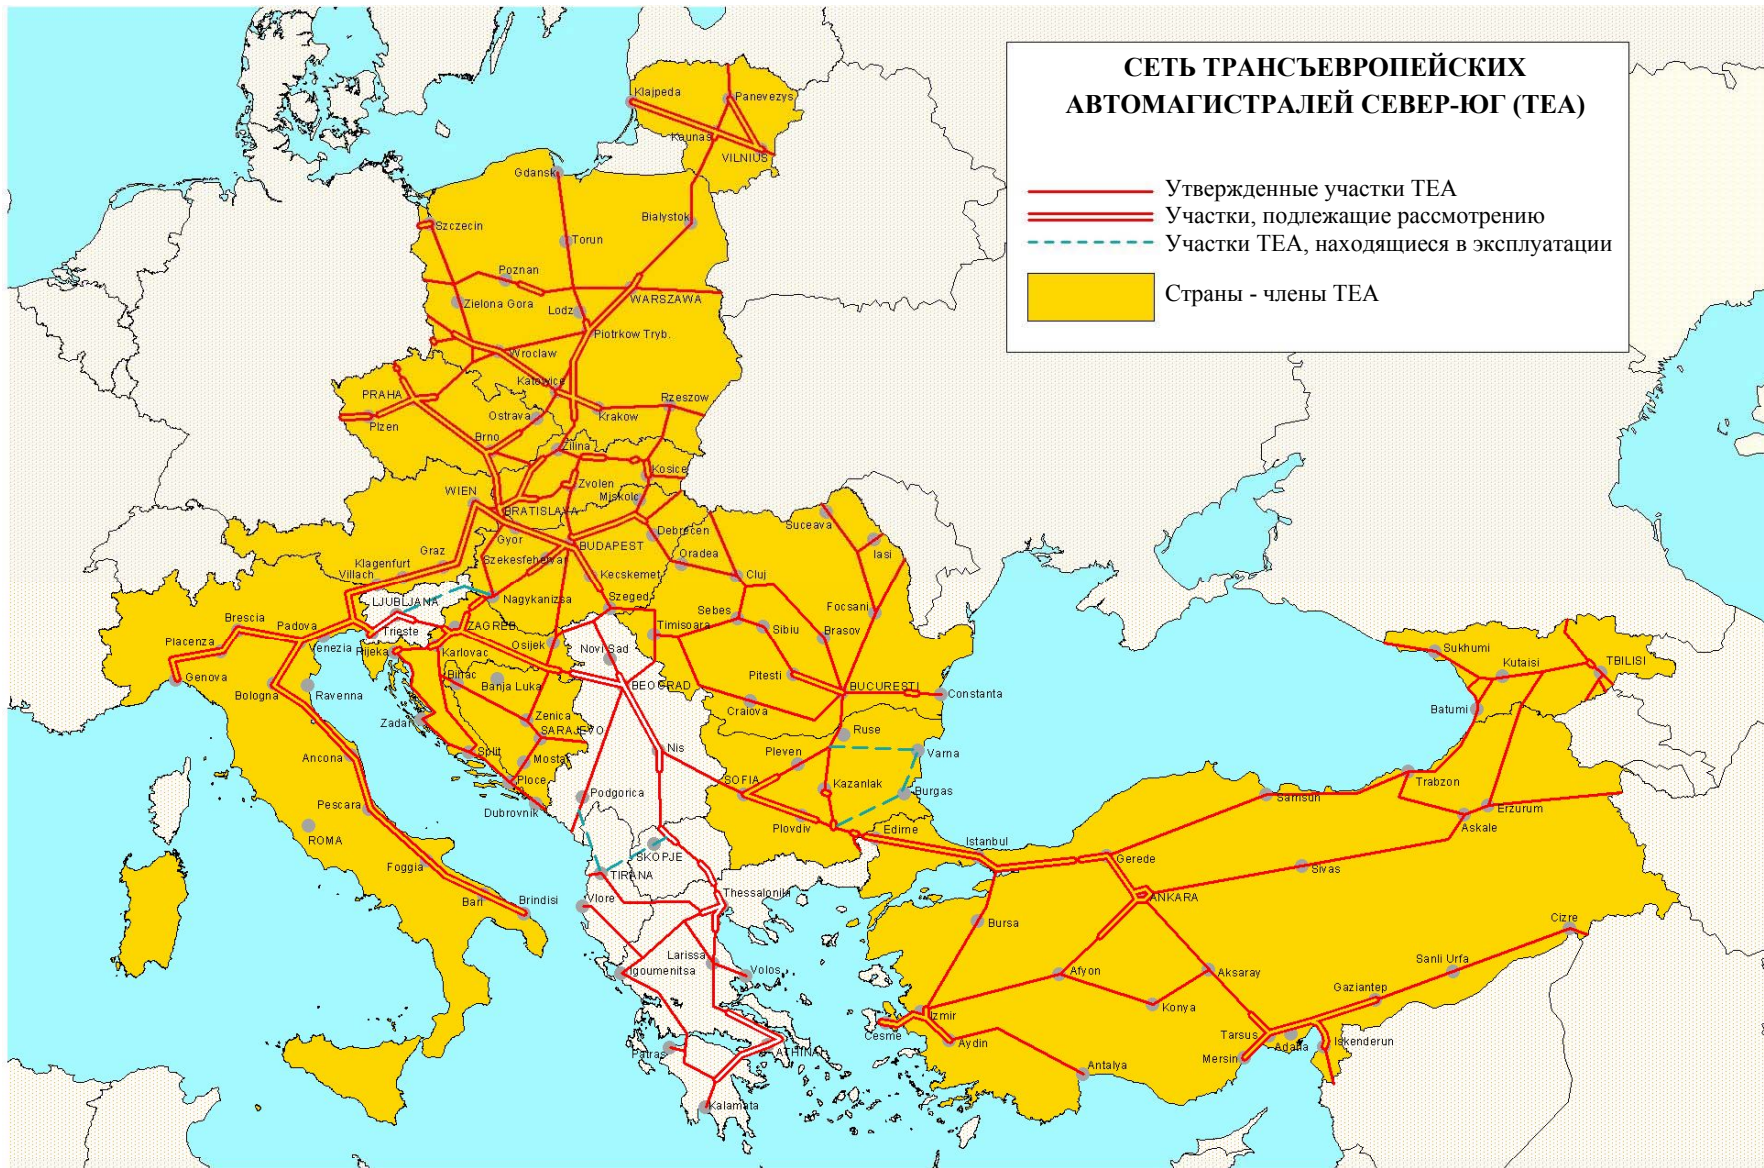 СЕТЬ ТРАНСЪЕВРОПЕЙСКИХ
АВТОМАГИСТРАЛЕЙ СЕВЕР-ЮГ (ТЕА)
Утвержденные участки ТЕА
Участки, подлежащие рассмотрению
Участки ТЕА, находящиеся в эксплуатации
Страны - члены ТЕА
Klajpeda
Panevezys
Kaunas
VILNIUS
Gdansk
Bialystok
Szczecin
Torun
Poznan
WARSZAWA
Zielona Gora
Lodz
Piotrkow Tryb.
Wroclaw
Katowice
PRAHA
Rzeszow
Ostrava
Krakow
Plzen
Brno
Zilina
Kosice
Zvolen
WIEN
Miskolc
BRATISLAVA
Suceava
Debrecen
Gyor
BUDAPEST
Iasi
Graz
Szekesfehervar
Oradea
Klagenfurt
Villach
Kecskemet
Cluj
LJUBLJANA
Nagykanizsa
Szeged
Sebes
Focsani
Brescia
Padova
Trieste
ZAGREB
Timisoara
Sibiu
Brasov
Piacenza
Venezia
Rijeka
Karlovac
Osijek
Novi Sad
Sukhumi
Kutaisi
TBILISI
Genova
Bologna
Ravenna
Bihac
Banja Luka
BEOGRAD
Pitesti
BUCURESTI
Constanta
Batumi
Craiova
Zadar
Zenica
SARAJEVO
Ruse
Ancona
Split
Mostar
Nis
Pleven
Varna
Ploce
SOFIA
Kazanlak
Burgas
Trabzon
Pescara
Dubrovnik
Podgorica
Samsun
Erzurum
Askale
ROMA
Plovdiv
Edirne
Istanbul
SKOPJE
Gerede
Foggia
TIRANA
Sivas
Bari
Brindisi
Vlore
Thessaloniki
ANKARA
Bursa
Cizre
Larissa
Volos
Igoumenitsa
Afyon
Aksaray
Sanli Urfa
Gaziantep
Konya
Izmir
Cesme
Tarsus
Adana
Iskenderun
Patras
ATHINAI
Aydin
Mersin
Antalya
Kalamata